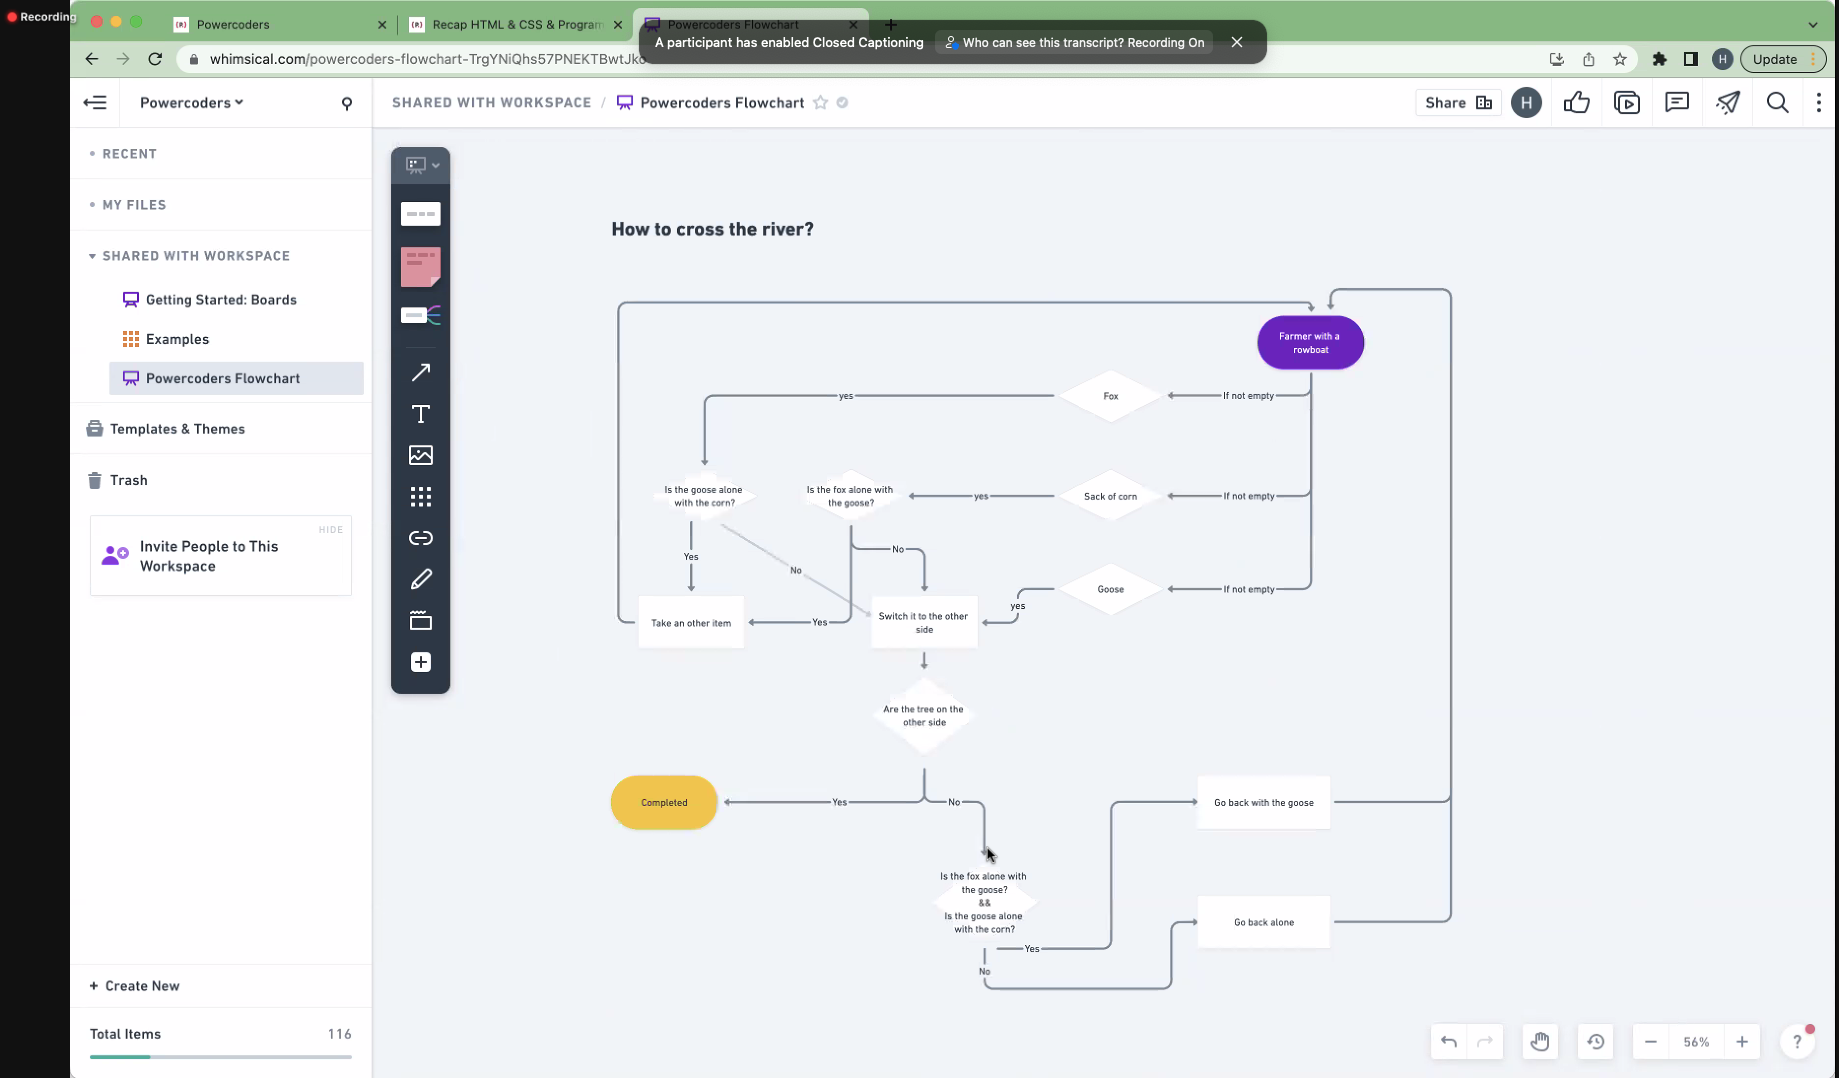 Recording
Powercoders
Recap HTML & CSS & Program
Powercoders Flowchart
A participant has enabled Closed Captioning
Who can see this transcript? Recording On
whimsical.com/powercoders-flowchart-TrgYNiQhs57PNEKTBwtJko
H
Update
Powercoders
SHARED WITH WORKSPACE / Powercoders Flowchart
Share
H
RECENT
MY FILES
SHARED WITH WORKSPACE
Getting Started: Boards
Examples
Powercoders Flowchart
Templates & Themes
Trash
HIDE
Invite People to This
Workspace
+ Create New
Total Items 116
How to cross the river?
Farmer with a
rowboat
yes
Fox
If not empty
Is the goose alone
with the corn?
Is the fox alone with
the goose?
yes
Sack of corn
If not empty
Yes
No
No
Goose
If not empty
yes
Take an other item
Yes
Switch it to the other
side
Are the tree on the
other side
Completed
Yes
No
Go back with the goose
Is the fox alone with
the goose?
&&
Is the goose alone
with the corn?
Go back alone
Yes
No
56%
?